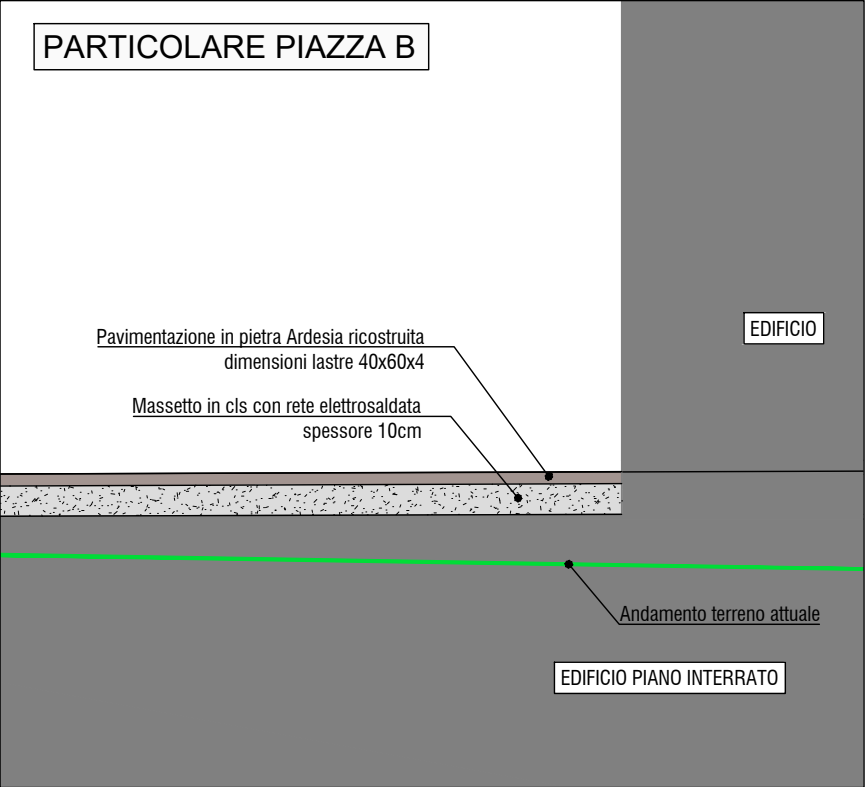 PARTICOLARE PIAZZA B
EDIFICIO
Pavimentazione in pietra Ardesia ricostruita
dimensioni lastre 40x60x4
Massetto in cls con rete elettrosaldata
spessore 10cm
Andamento terreno attuale
EDIFICIO PIANO INTERRATO